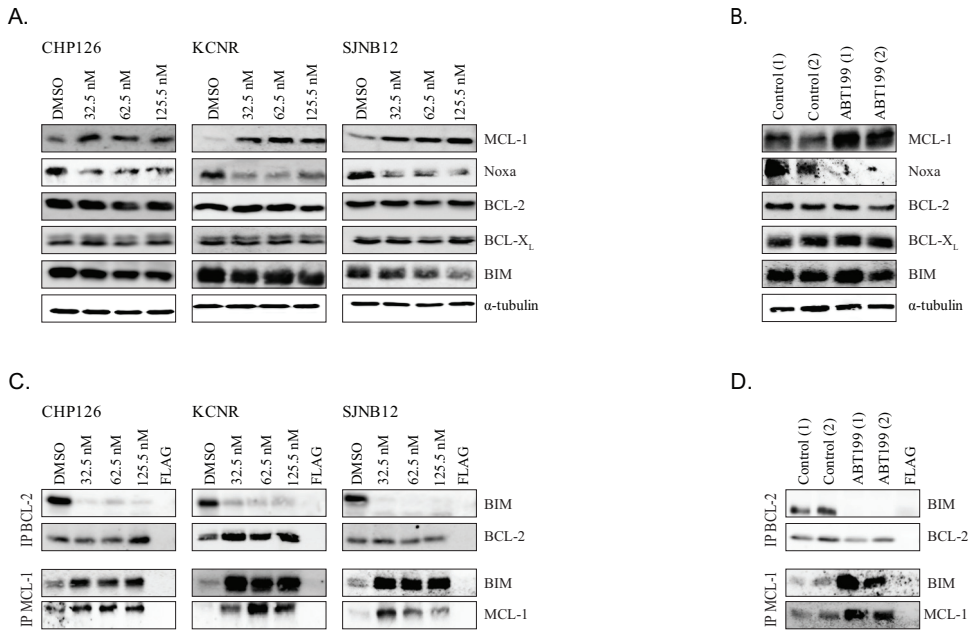 A.
CHP126
KCNR
SJNB12
DMSO
32.5 nM
62.5 nM
125.5 nM
DMSO
32.5 nM
62.5 nM
125.5 nM
DMSO
32.5 nM
62.5 nM
125.5 nM
MCL-1
Noxa
BCL-2
BCL-XL
BIM
α-tubulin
B.
Control (1)
Control (2)
ABT199 (1)
ABT199 (2)
MCL-1
Noxa
BCL-2
BCL-XL
BIM
α-tubulin
C.
CHP126
KCNR
SJNB12
DMSO
32.5 nM
62.5 nM
125.5 nM
FLAG
DMSO
32.5 nM
62.5 nM
125.5 nM
FLAG
DMSO
32.5 nM
62.5 nM
125.5 nM
FLAG
IP BCL-2
BIM
BCL-2
IP MCL-1
BIM
MCL-1
D.
Control (1)
Control (2)
ABT199 (1)
ABT199 (2)
FLAG
IP BCL-2
BIM
BCL-2
IP MCL-1
BIM
MCL-1